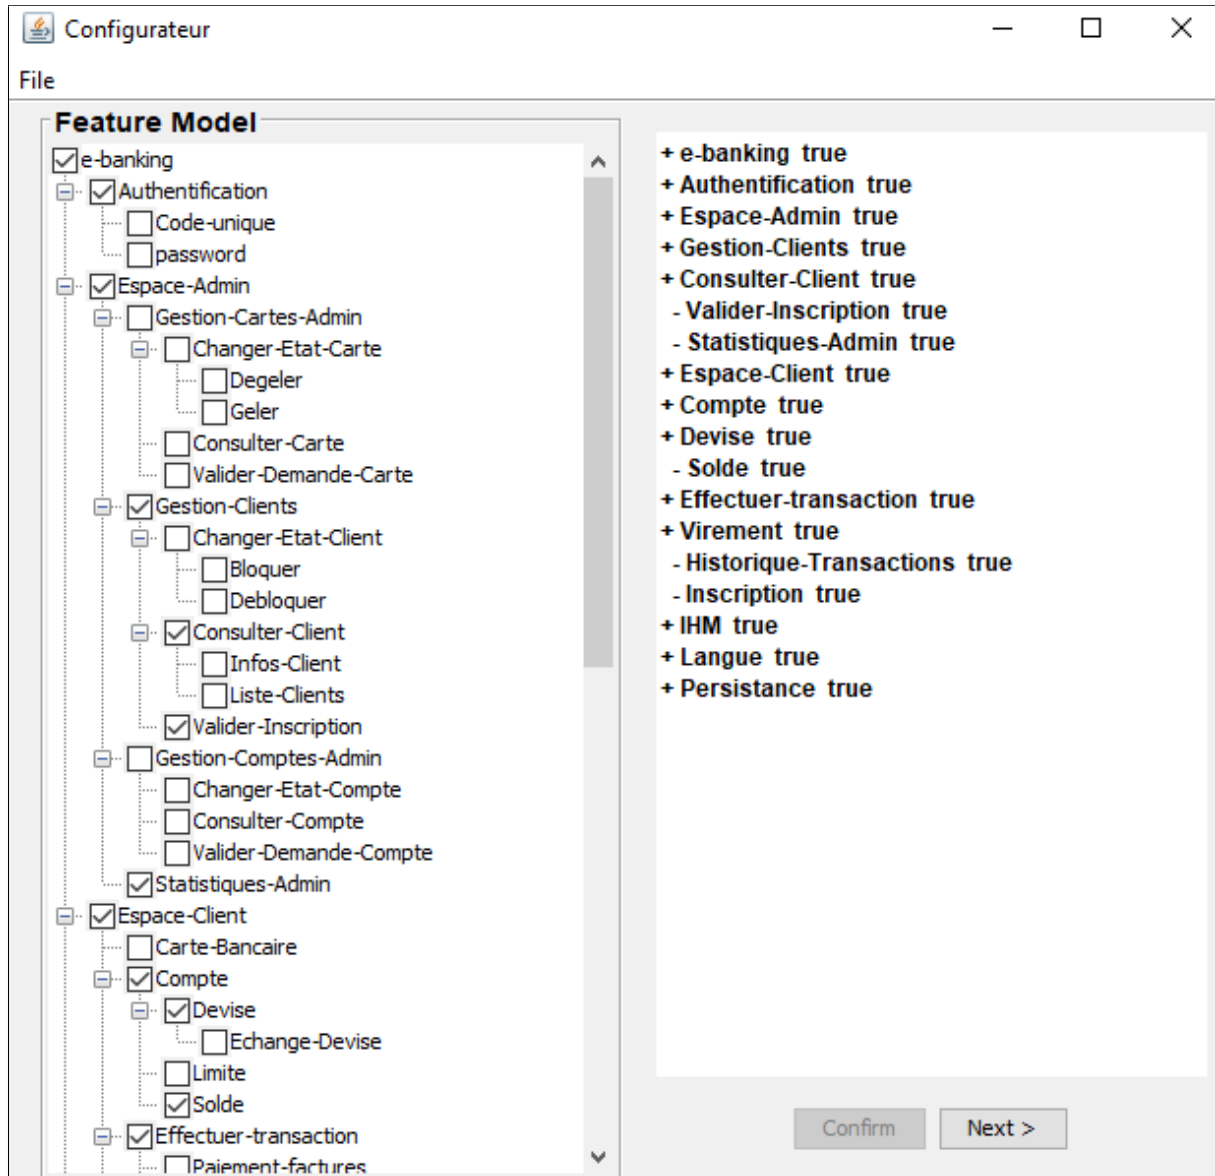 Configurateur
File
Feature Model
e-banking
Authentification
Code-unique
password
Espace-Admin
Gestion-Cartes-Admin
Changer-Etat-Carte
Degeler
Geler
Consulter-Carte
Valider-Demande-Carte
Gestion-Clients
Changer-Etat-Client
Bloquer
Debloquer
Consulter-Client
Infos-Client
Liste-Clients
Valider-Inscription
Gestion-Comptes-Admin
Changer-Etat-Compte
Consulter-Compte
Valider-Demande-Compte
Statistiques-Admin
Espace-Client
Carte-Bancaire
Compte
Devise
Echange-Devise
Limite
Solde
Effectuer-transaction
Paiement-factures
+ e-banking true
+ Authentification true
+ Espace-Admin true
+ Gestion-Clients true
+ Consulter-Client true
- Valider-Inscription true
- Statistiques-Admin true
+ Espace-Client true
+ Compte true
+ Devise true
- Solde true
+ Effectuer-transaction true
+ Virement true
- Historique-Transactions true
- Inscription true
+ IHM true
+ Langue true
+ Persistance true
Confirm
Next >